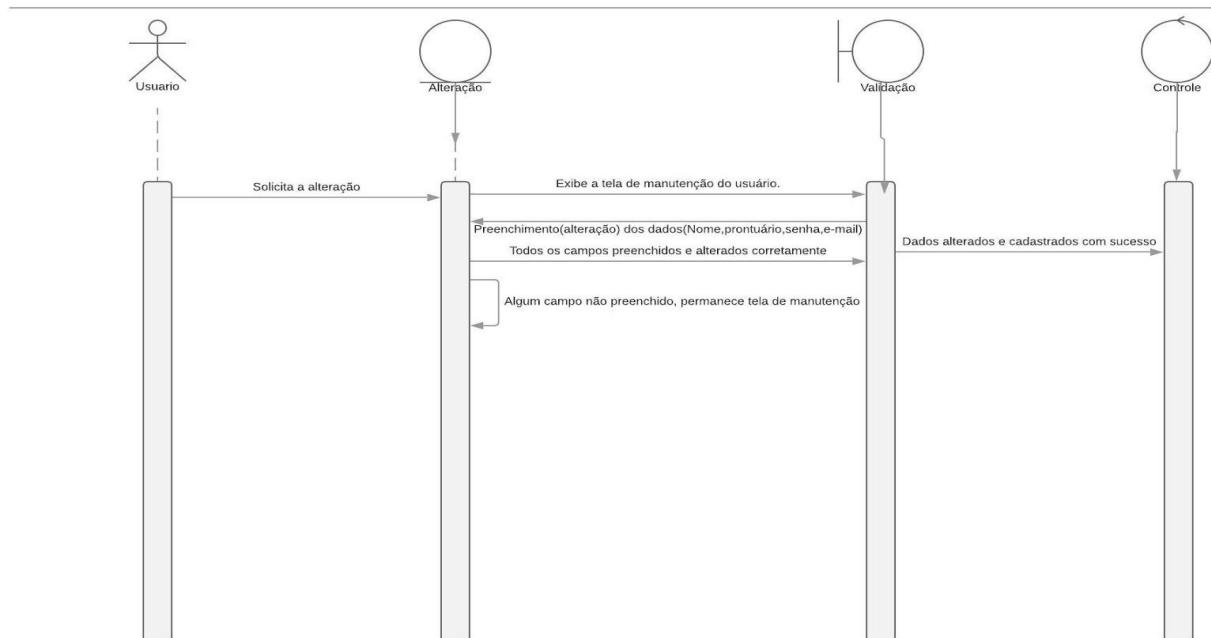 Usuario
Alteração
Validação
Controle
Solicita a alteração
Exibe a tela de manutenção do usuário.
Preenchimento(alteração) dos dados(Nome,prontuário,senha,e-mail)
Todos os campos preenchidos e alterados corretamente
Dados alterados e cadastrados com sucesso
Algum campo não preenchido, permanece tela de manutenção